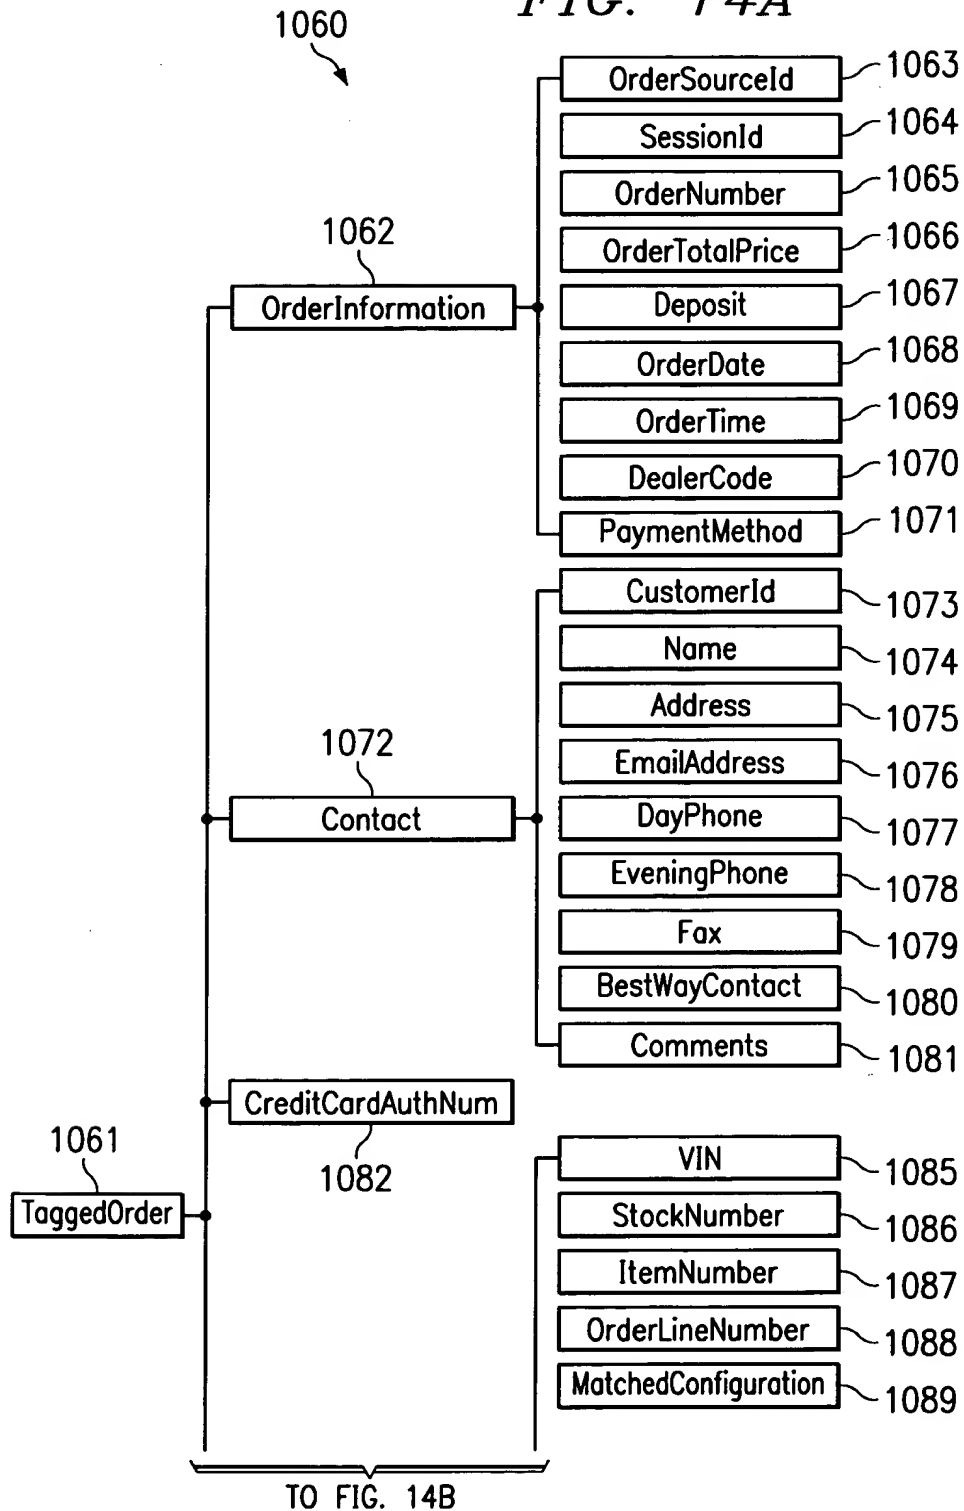 FIG. 14A
1060
OrderSourceId 1063
SessionId 1064
OrderNumber 1065
1062
OrderTotalPrice 1066
OrderInformation
Deposit 1067
OrderDate 1068
OrderTime 1069
DealerCode 1070
PaymentMethod 1071
CustomerId 1073
Name 1074
Address 1075
1072
EmailAddress 1076
Contact
DayPhone 1077
EveningPhone 1078
Fax 1079
BestWayContact 1080
Comments 1081
CreditCardAuthNum
1082
1061
TaggedOrder
VIN 1085
StockNumber 1086
ItemNumber 1087
OrderLineNumber 1088
MatchedConfiguration 1089
TO FIG. 14B